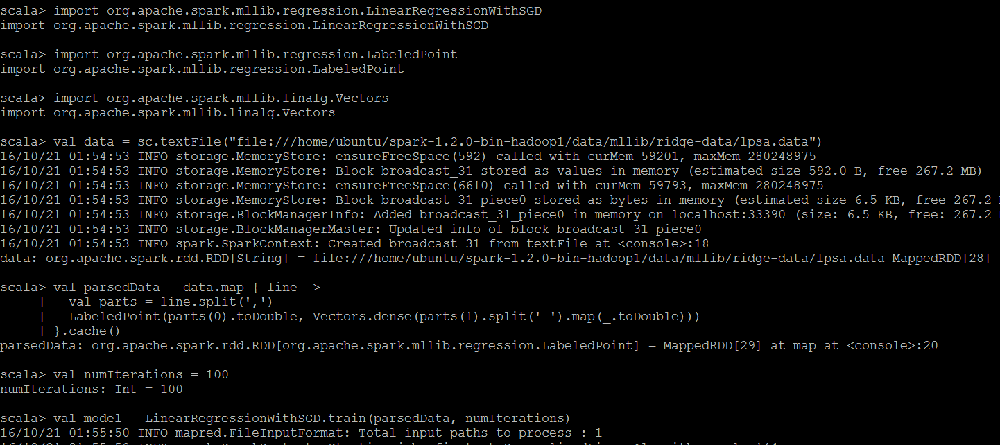 scala> import org.apache.spark.mllib.regression.LinearRegressionWithSGD
import org.apache.spark.mllib.regression.LinearRegressionWithSGD
scala> import org.apache.spark.mllib.regression.LabeledPoint
import org.apache.spark.mllib.regression.LabeledPoint
scala> import org.apache.spark.mllib.linalg.Vectors
import org.apache.spark.mllib.linalg.Vectors
scala> val data = sc.textFile("file:///home/ubuntu/spark-1.2.0-bin-hadoop1/data/mllib/ridge-data/lpsa.data")
16/10/21 01:54:53 INFO storage.MemoryStore: ensureFreeSpace(592) called with curMem=59201, maxMem=280248975
16/10/21 01:54:53 INFO storage.MemoryStore: Block broadcast_31 stored as values in memory (estimated size 592.0 B, free 267.2 MB)
16/10/21 01:54:53 INFO storage.MemoryStore: ensureFreeSpace(6610) called with curMem=59793, maxMem=280248975
16/10/21 01:54:53 INFO storage.MemoryStore: Block broadcast_31_piece0 stored as bytes in memory (estimated size 6.5 KB, free 267.2
16/10/21 01:54:53 INFO storage.BlockManagerInfo: Added broadcast_31_piece0 in memory on localhost:33390 (size: 6.5 KB, free: 267.2
16/10/21 01:54:53 INFO storage.BlockManagerMaster: Updated info of block broadcast_31_piece0
16/10/21 01:54:53 INFO spark.SparkContext: Created broadcast 31 from textFile at <console>:18
data: org.apache.spark.rdd.RDD[String] = file:///home/ubuntu/spark-1.2.0-bin-hadoop1/data/mllib/ridge-data/lpsa.data MappedRDD[28]
scala> val parsedData = data.map { line =>
| val parts = line.split(',')
| LabeledPoint(parts(0).toDouble, Vectors.dense(parts(1).split(' ').map(_.toDouble)))
| }.cache()
parsedData: org.apache.spark.rdd.RDD[org.apache.spark.mllib.regression.LabeledPoint] = MappedRDD[29] at map at <console>:20
scala> val numIterations = 100
numIterations: Int = 100
scala> val model = LinearRegressionWithSGD.train(parsedData, numIterations)
16/10/21 01:55:50 INFO mapred.FileInputFormat: Total input paths to process : 1